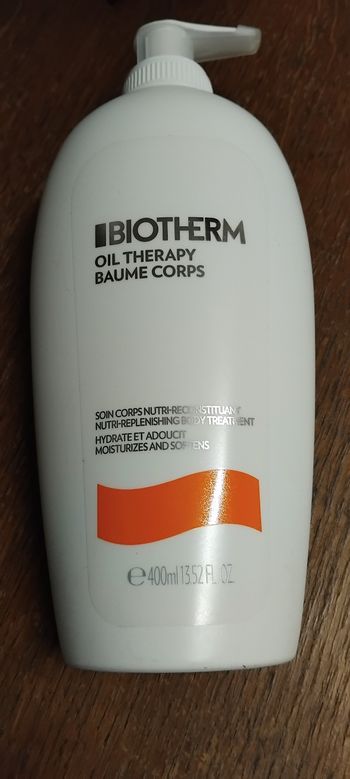 BIOTHERM
OIL THERAPY
BAUME CORPS
SOIN CORPS NUTRI-RECONSTITUANT
NUTRI-REPLENISHING BODY TREATMENT
HYDRATE ET ADOUCIT
MOISTURIZES AND SOFTENS
℮400ml 13.52 FL. OZ.